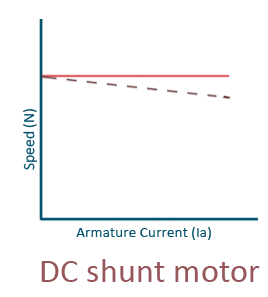 Speed (N)
Armature Current (Ia)
DC shunt motor